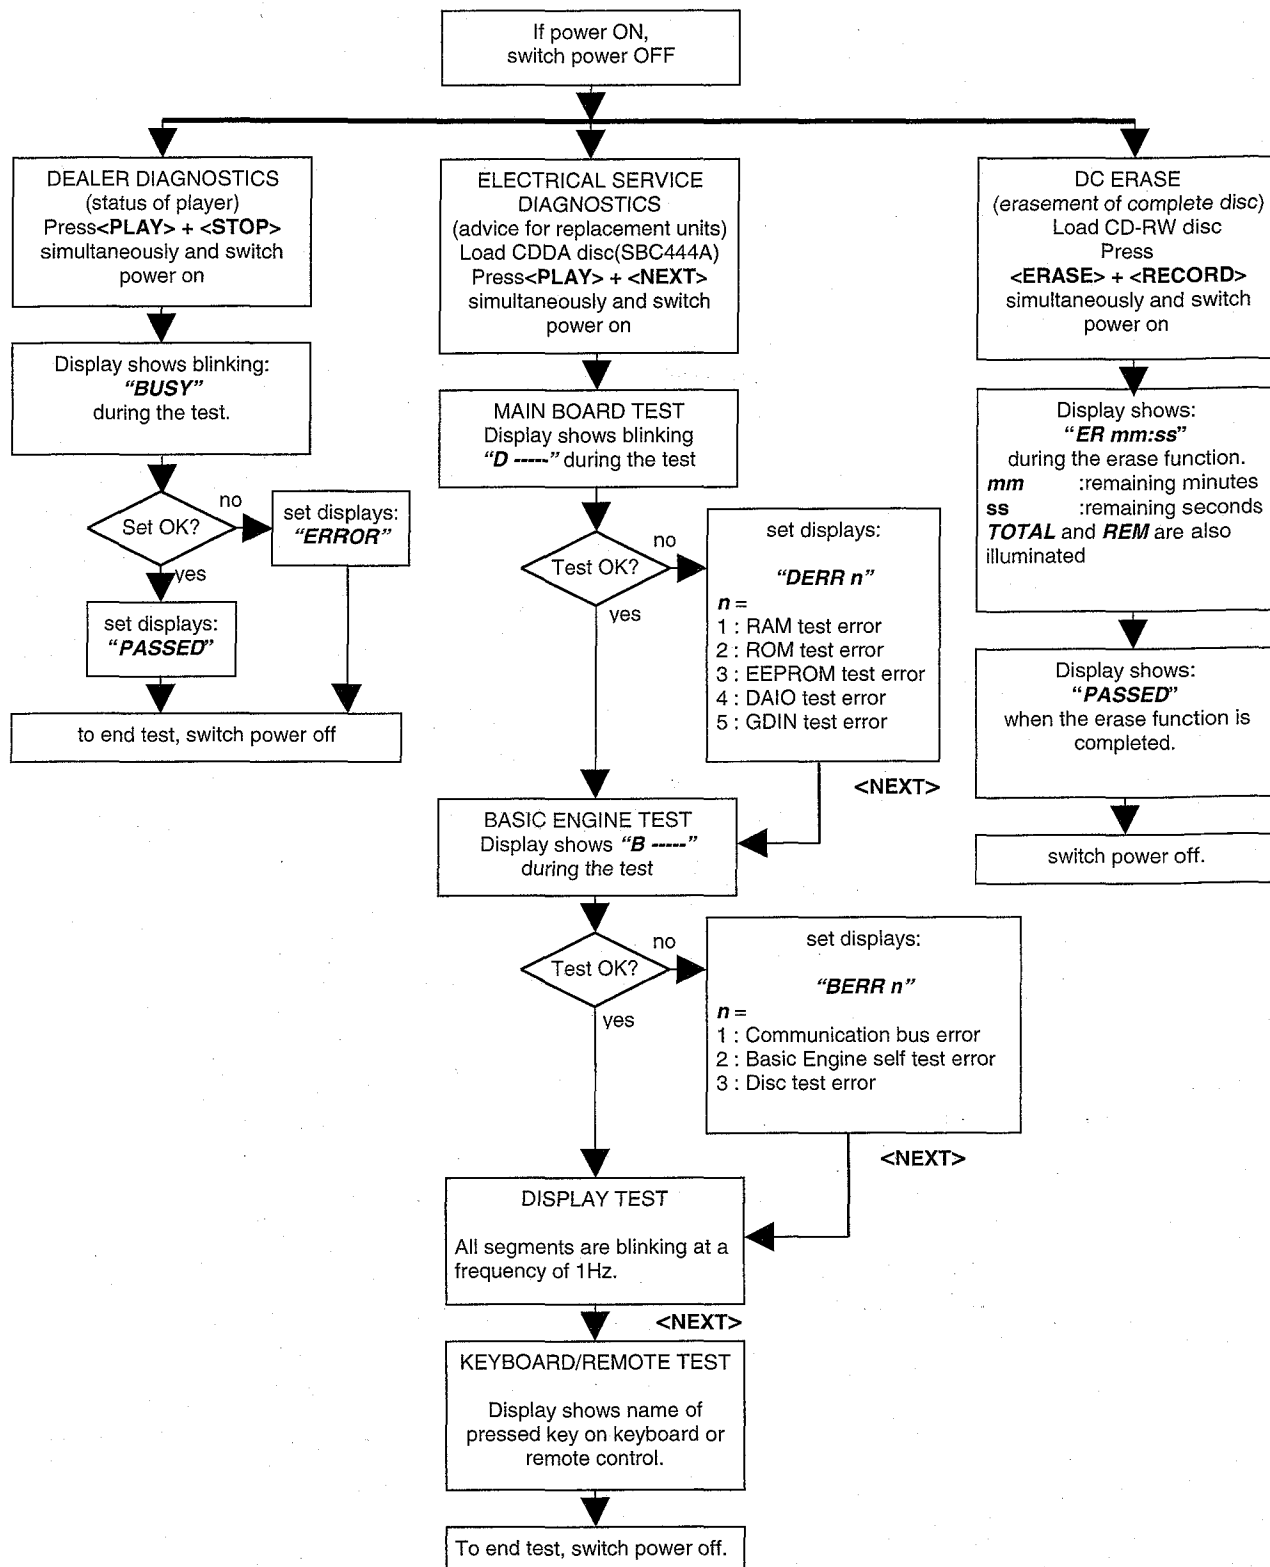 If power ON,
switch power OFF
DEALER DIAGNOSTICS
(status of player)
Press<PLAY> + <STOP>
simultaneously and switch
power on
Display shows blinking:
"BUSY"
during the test.
Set OK?
no
set displays:
"ERROR"
yes
set displays:
"PASSED"
to end test, switch power off
ELECTRICAL SERVICE
DIAGNOSTICS
(advice for replacement units)
Load CDDA disc(SBC444A)
Press<PLAY> + <NEXT>
simultaneously and switch
power on
MAIN BOARD TEST
Display shows blinking
"D -----" during the test
Test OK?
no
yes
set displays:
"DERR n"
n =
1 : RAM test error
2 : ROM test error
3 : EEPROM test error
4 : DAIO test error
5 : GDIN test error
<NEXT>
BASIC ENGINE TEST
Display shows "B -----"
during the test
Test OK?
no
yes
set displays:
"BERR n"
n =
1 : Communication bus error
2 : Basic Engine self test error
3 : Disc test error
<NEXT>
DISPLAY TEST
All segments are blinking at a
frequency of 1Hz.
<NEXT>
KEYBOARD/REMOTE TEST
Display shows name of
pressed key on keyboard or
remote control.
To end test, switch power off.
DC ERASE
(erasement of complete disc)
Load CD-RW disc
Press
<ERASE> + <RECORD>
simultaneously and switch
power on
Display shows:
"ER mm:ss"
during the erase function.
mm :remaining minutes
ss :remaining seconds
TOTAL and REM are also
illuminated
Display shows:
"PASSED"
when the erase function is
completed.
switch power off.